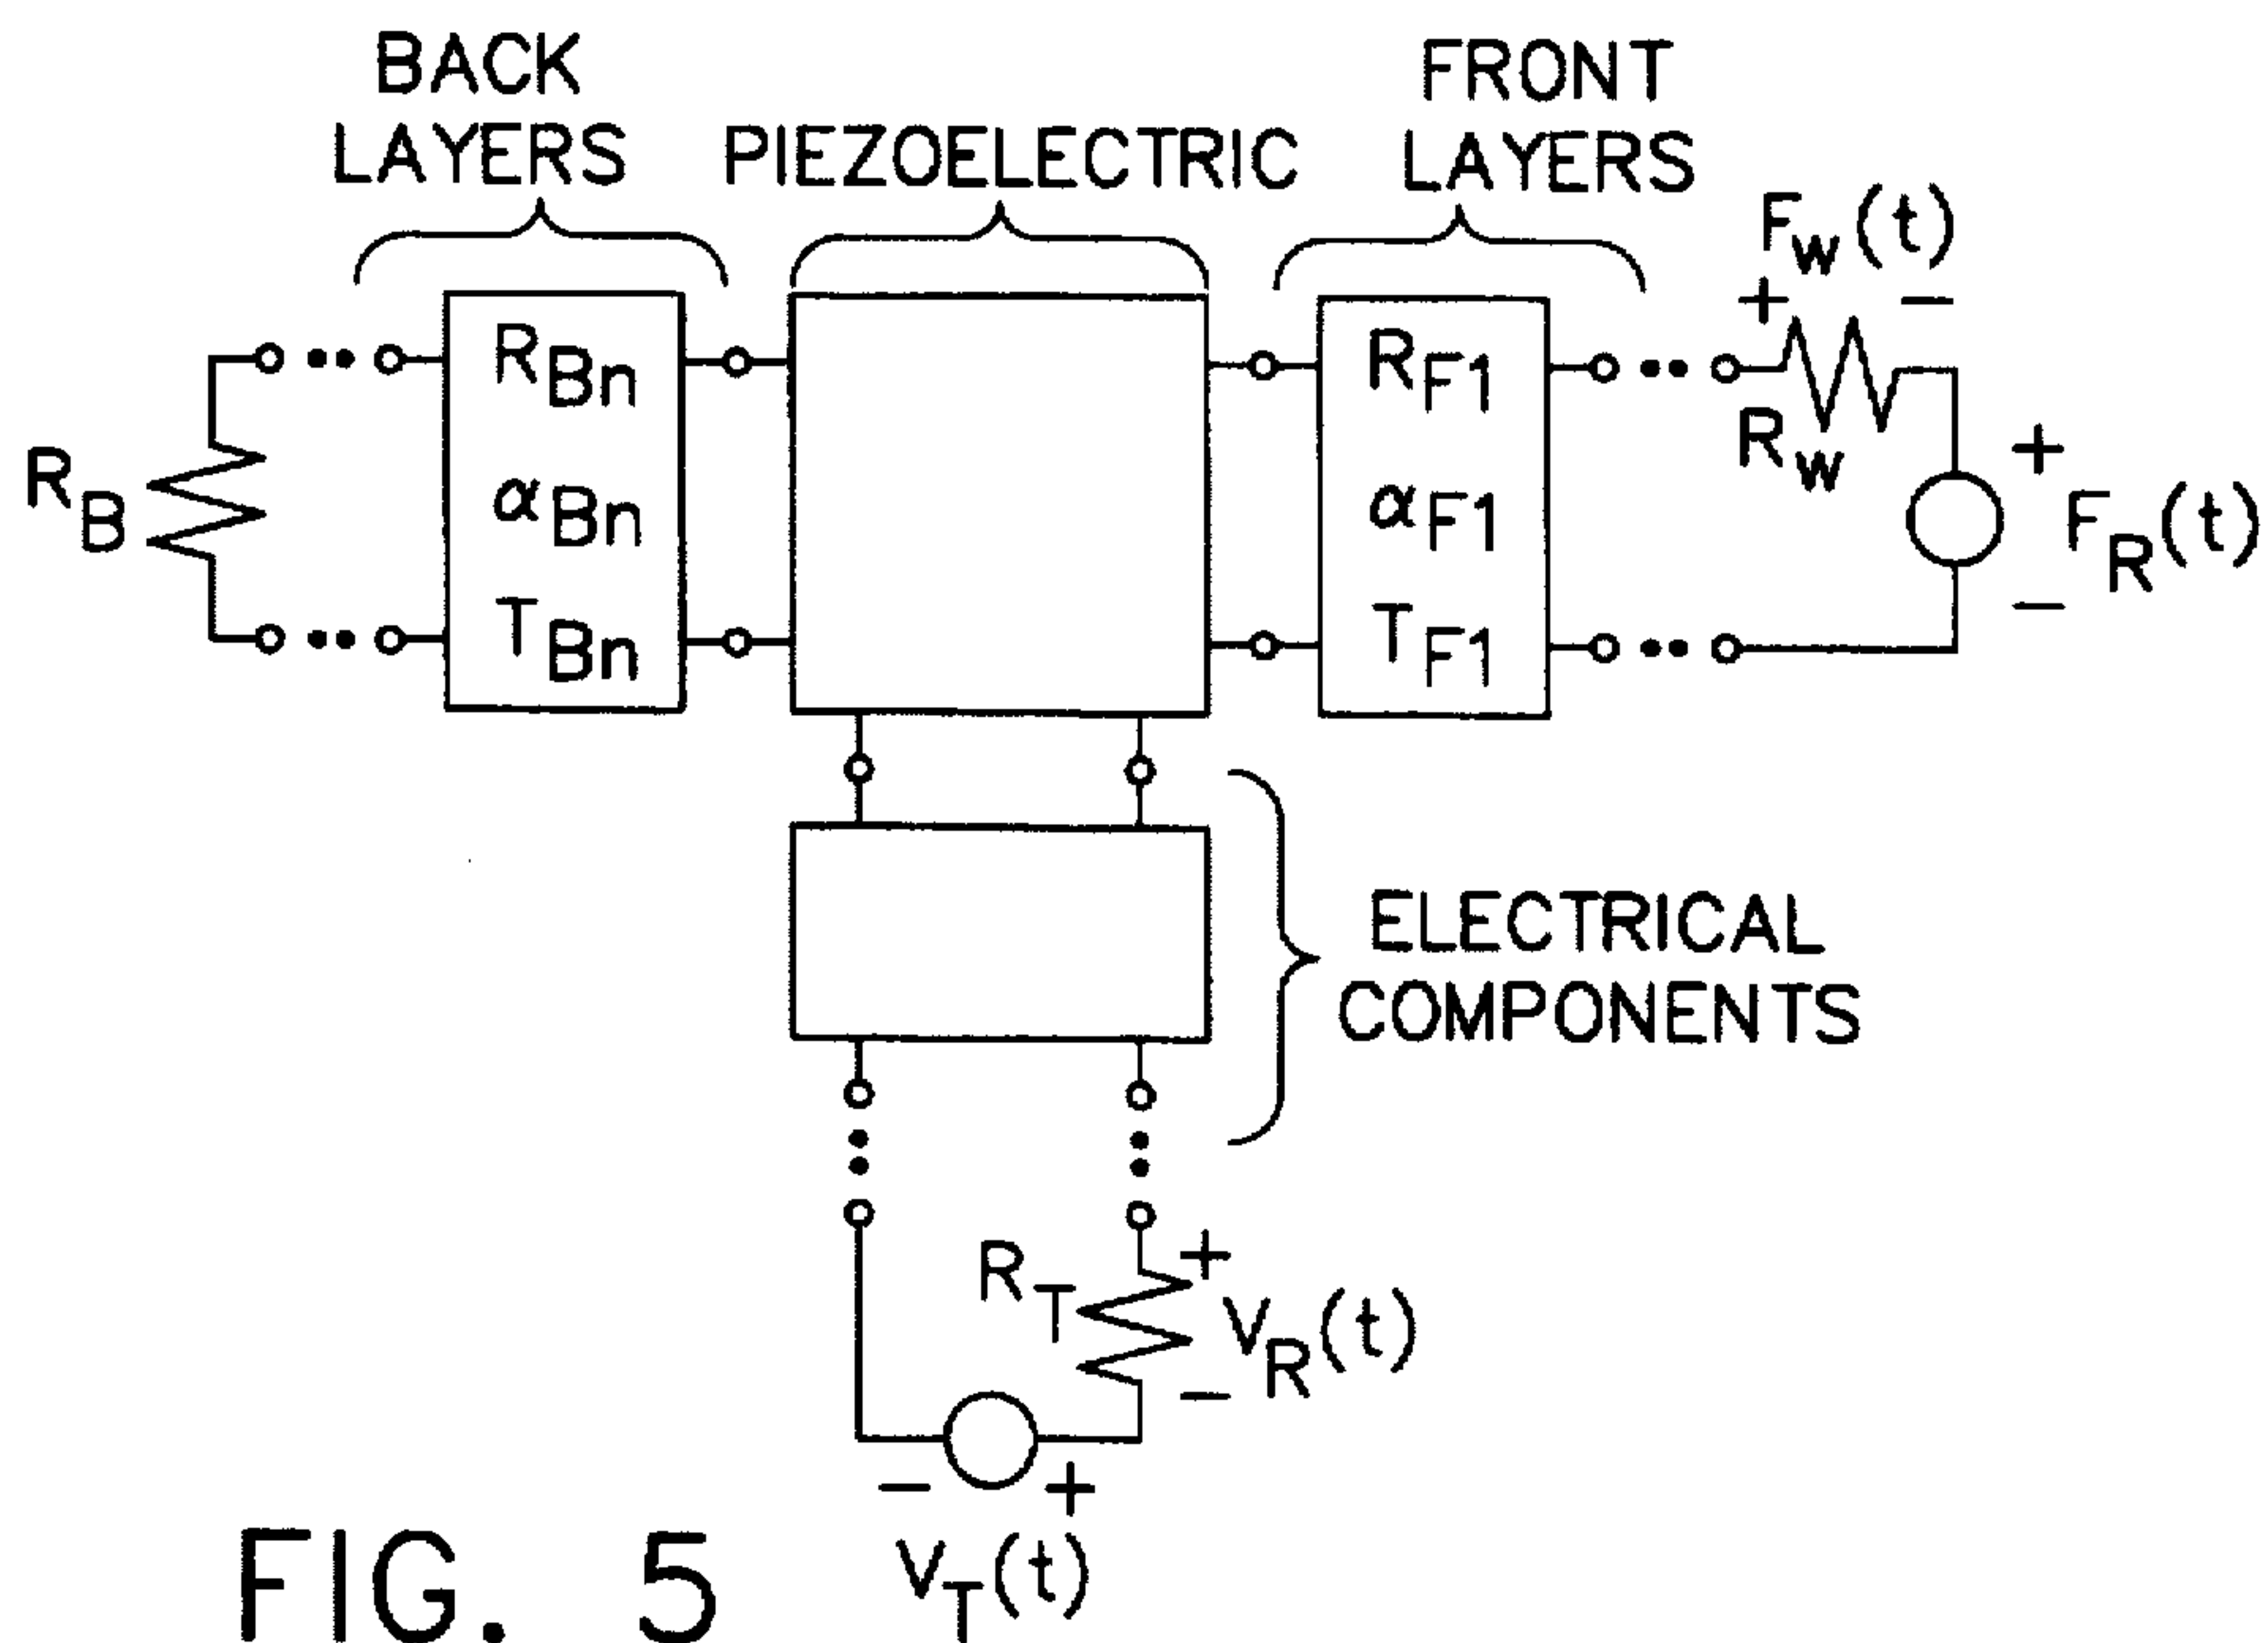 BACK
LAYERS
PIEZOELECTRIC
FRONT
LAYERS
F_W(t)
+ −
R_Bn
α_Bn
T_Bn
R_F1
α_F1
T_F1
R_B
R_W
+
F_R(t)
−
ELECTRICAL
COMPONENTS
R_T
+
V_R(t)
−
− +
V_T(t)
FIG. 5